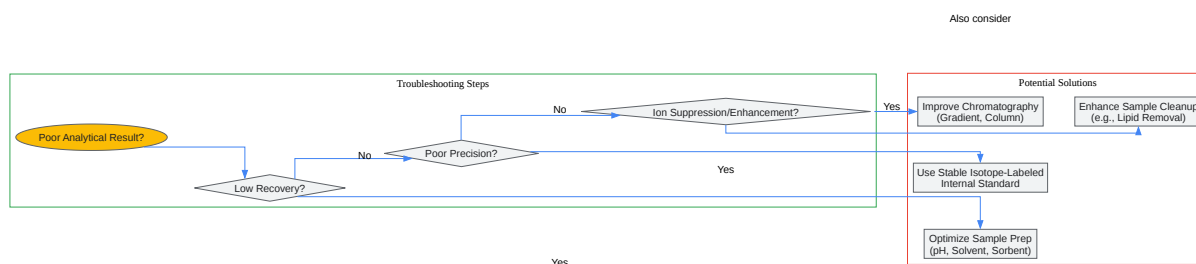 Also consider
Troubleshooting Steps
Potential Solutions
No
Ion Suppression/Enhancement?
Yes
Improve Chromatography
(Gradient, Column)
Enhance Sample Cleanup
(e.g., Lipid Removal)
Poor Analytical Result?
No
Poor Precision?
Yes
Use Stable Isotope-Labeled
Internal Standard
Low Recovery?
Optimize Sample Prep
(pH, Solvent, Sorbent)
Yes